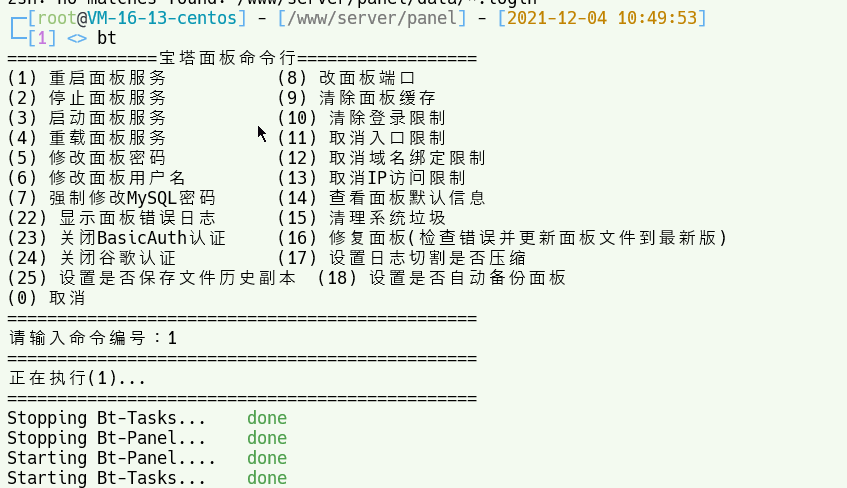 zsh: no matches found: /www/server/panel/data/*.login
[root@VM-16-13-centos] - [/www/server/panel] - [2021-12-04 10:49:53]
[1] <> bt
===============宝塔面板命令行==================
(1) 重启面板服务 (8) 改面板端口
(2) 停止面板服务 (9) 清除面板缓存
(3) 启动面板服务 (10) 清除登录限制
(4) 重载面板服务 (11) 取消入口限制
(5) 修改面板密码 (12) 取消域名绑定限制
(6) 修改面板用户名 (13) 取消IP访问限制
(7) 强制修改MySQL密码 (14) 查看面板默认信息
(22) 显示面板错误日志 (15) 清理系统垃圾
(23) 关闭BasicAuth认证 (16) 修复面板(检查错误并更新面板文件到最新版)
(24) 关闭谷歌认证 (17) 设置日志切割是否压缩
(25) 设置是否保存文件历史副本 (18) 设置是否自动备份面板
(0) 取消
===============================================
请输入命令编号：1
===============================================
正在执行(1)...
===============================================
Stopping Bt-Tasks... done
Stopping Bt-Panel... done
Starting Bt-Panel.... done
Starting Bt-Tasks... done